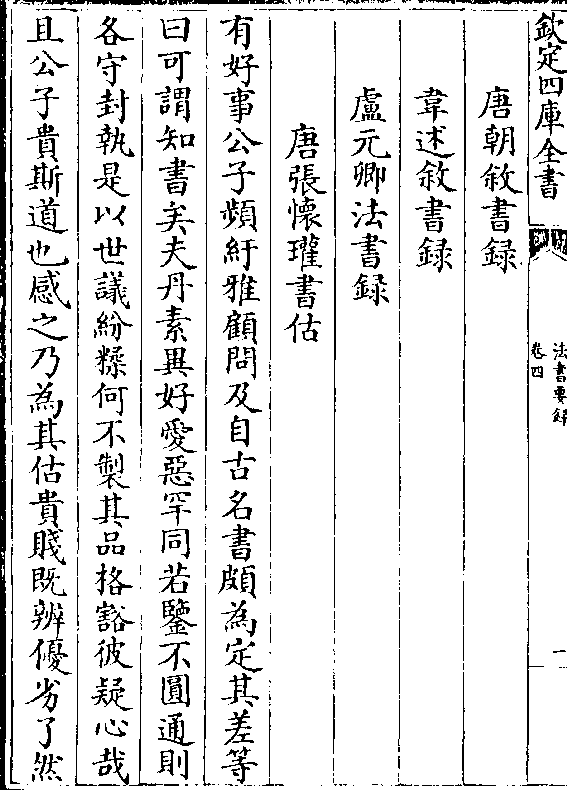 欽定四庫全書
法書要録
卷四
一
唐朝敘書録
韋述敘書録
盧元卿法書録
唐張懷瓘書估
有好事公子頻紆雅顧問及自古名書頗為定其差等
曰可謂知書矣夫丹素異好愛惡罕同若鑒不圓通則
各守封執是以世議紛糅何不製其品格豁彼疑心哉
且公子貴斯道也感之乃為其估貴賤既辨優劣了然